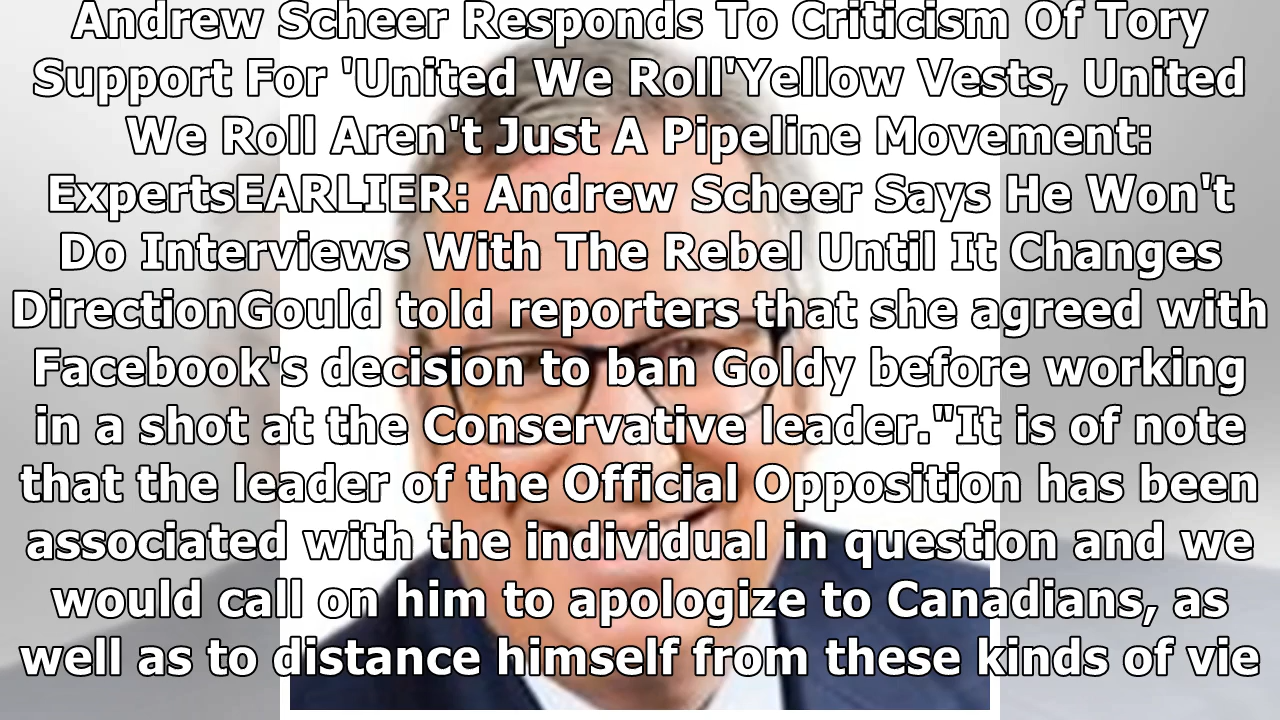 Andrew Scheer Responds To Criticism Of Tory
Support For 'United We Roll'Yellow Vests, United
We Roll Aren't Just A Pipeline Movement:
ExpertsEARLIER: Andrew Scheer Says He Won't
Do Interviews With The Rebel Until It Changes
DirectionGould told reporters that she agreed with
Facebook's decision to ban Goldy before working
in a shot at the Conservative leader."It is of note
that the leader of the Official Opposition has been
associated with the individual in question and we
would call on him to apologize to Canadians, as
well as to distance himself from these kinds of vie